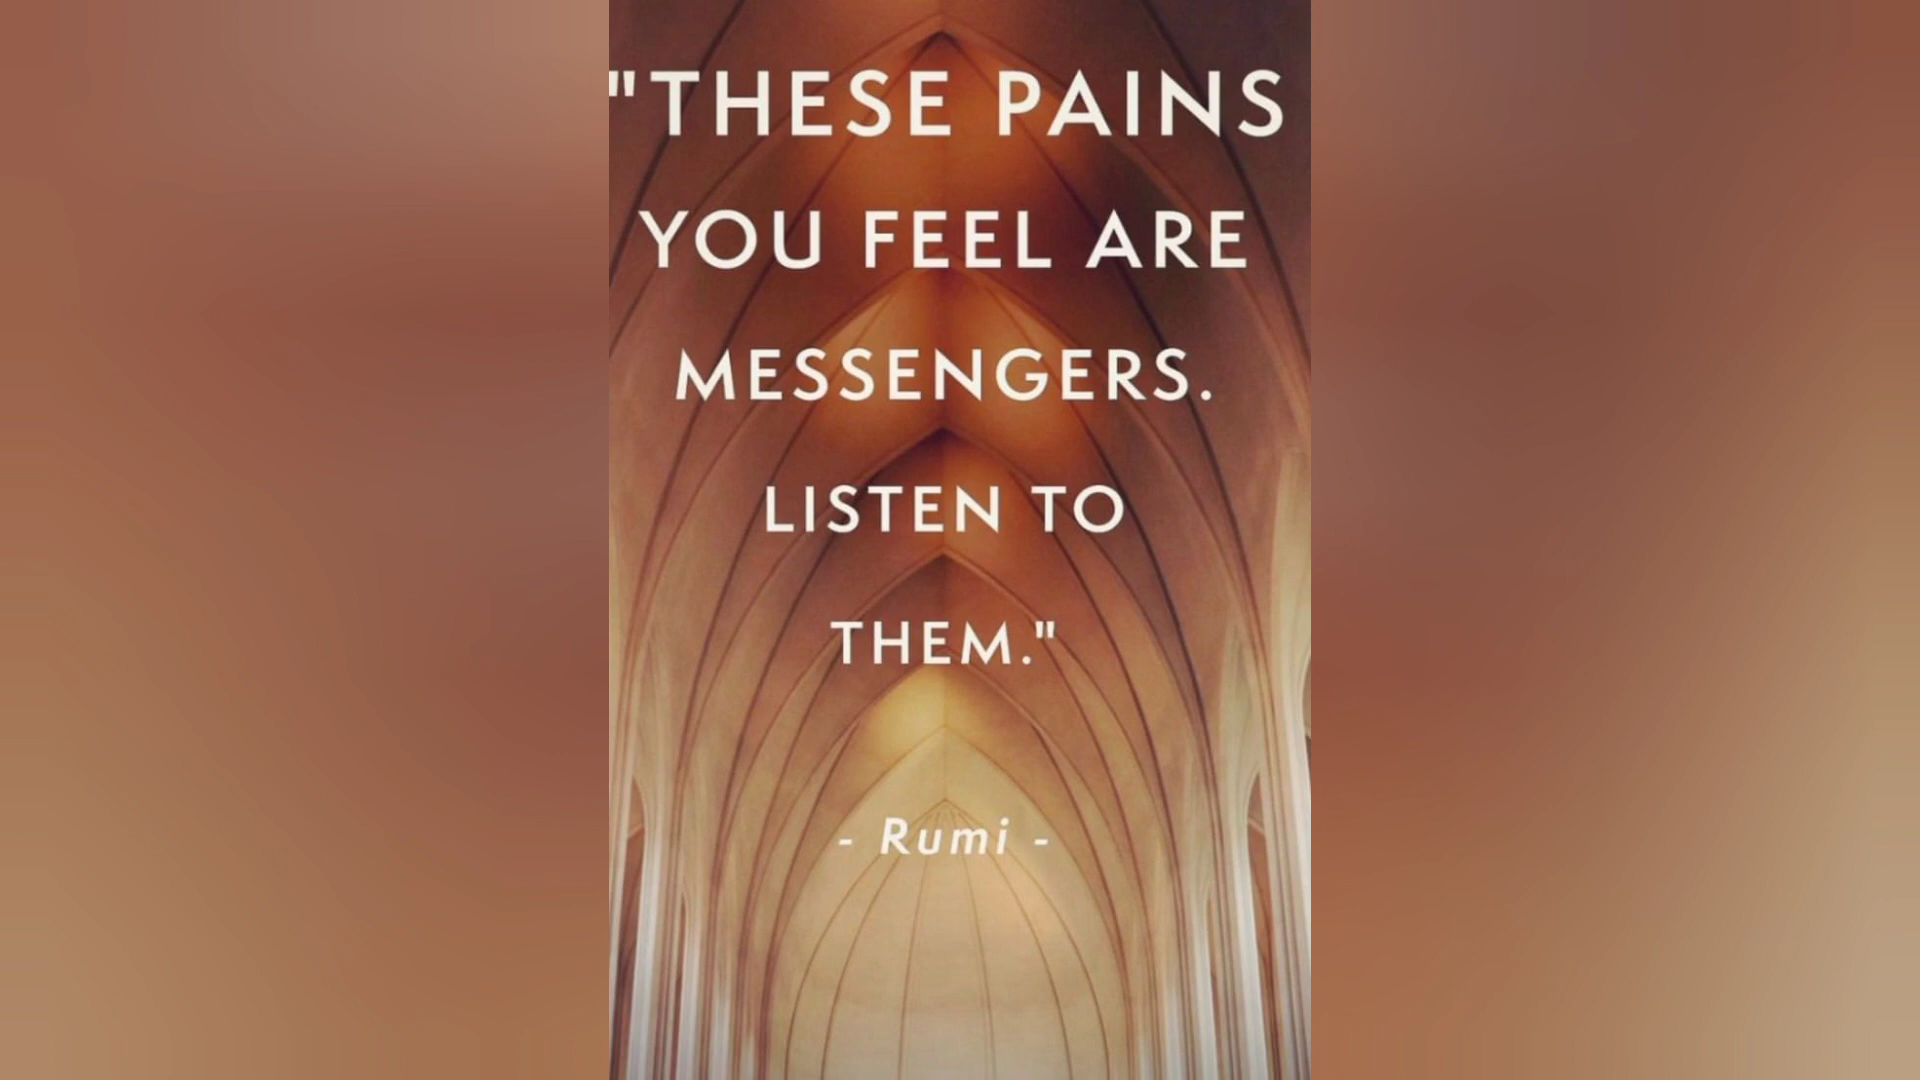 "THESE PAINS
YOU FEEL ARE
MESSENGERS.
LISTEN TO
THEM."
- Rumi -